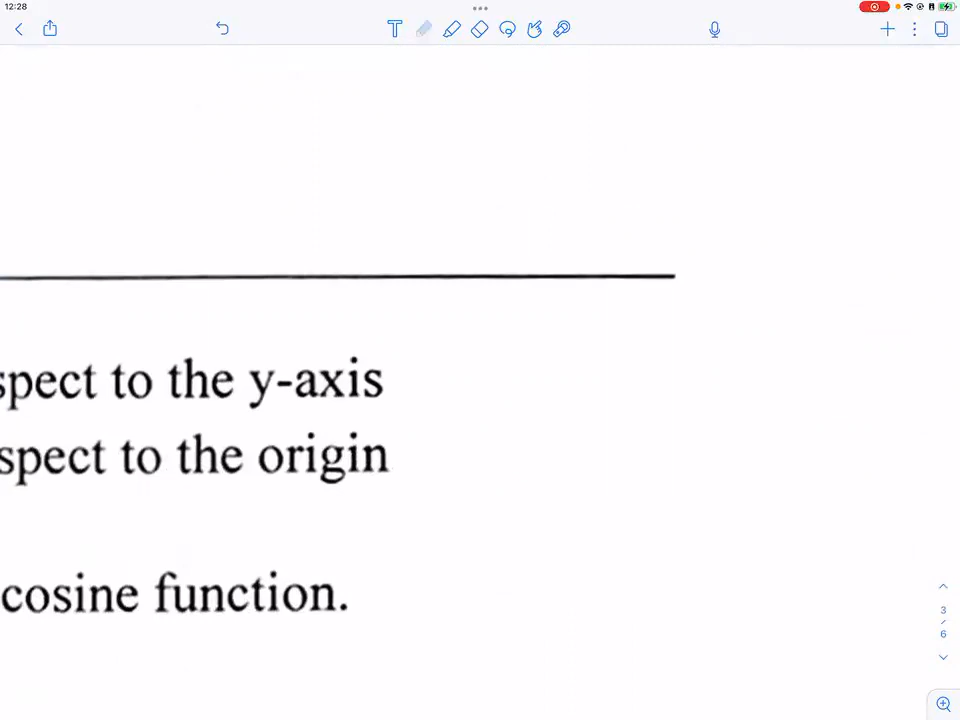 12:28
spect to the y-axis
spect to the origin
cosine function.
3
6